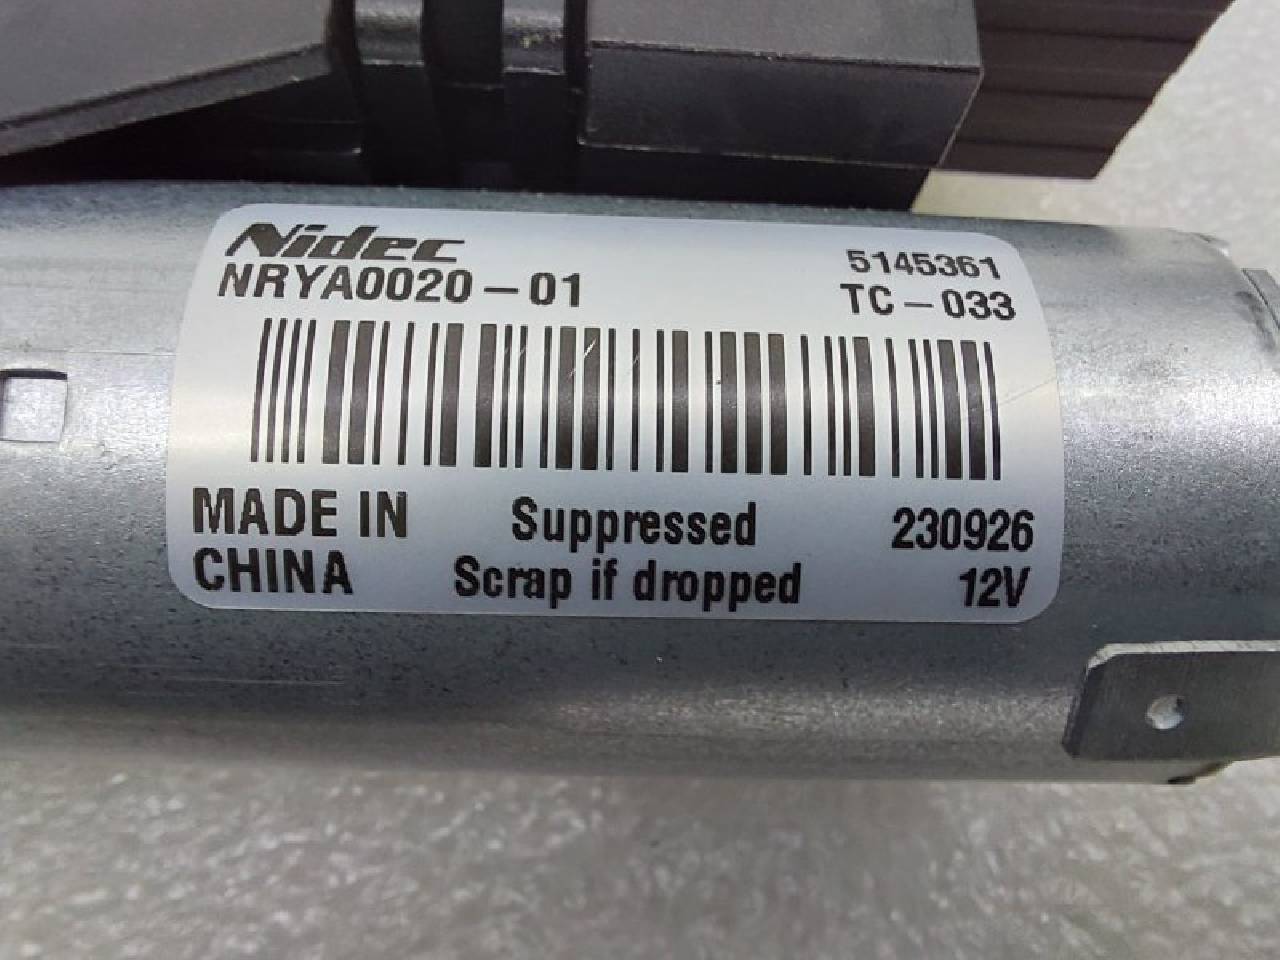 Nidec
NRYA0020-01
5145361
TC-033
MADE IN
CHINA
Suppressed
Scrap if dropped
230926
12V